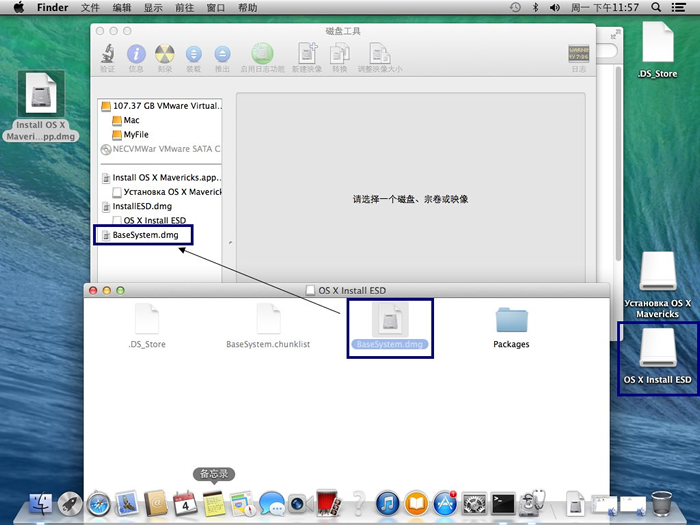 Finder 文件 编辑 显示 前往 窗口 帮助
周一 下午11:57
磁盘工具
验证 信息 刻录 装载 推出 启用日志功能 新建映像 转换 调整映像大小 日志
107.37 GB VMware Virtual...
Mac
MyFile
NECVMWar VMware SATA C
Install OS X Mavericks.app...
Установка OS X Maverick
InstallESD.dmg
OS X Install ESD
BaseSystem.dmg
请选择一个磁盘、宗卷或映像
Install OS X
Maveri...pp.dmg
.DS_Store
Установка OS X
Mavericks
OS X Install ESD
OS X Install ESD
.DS_Store
BaseSystem.chunklist
BaseSystem.dmg
Packages
备忘录
4